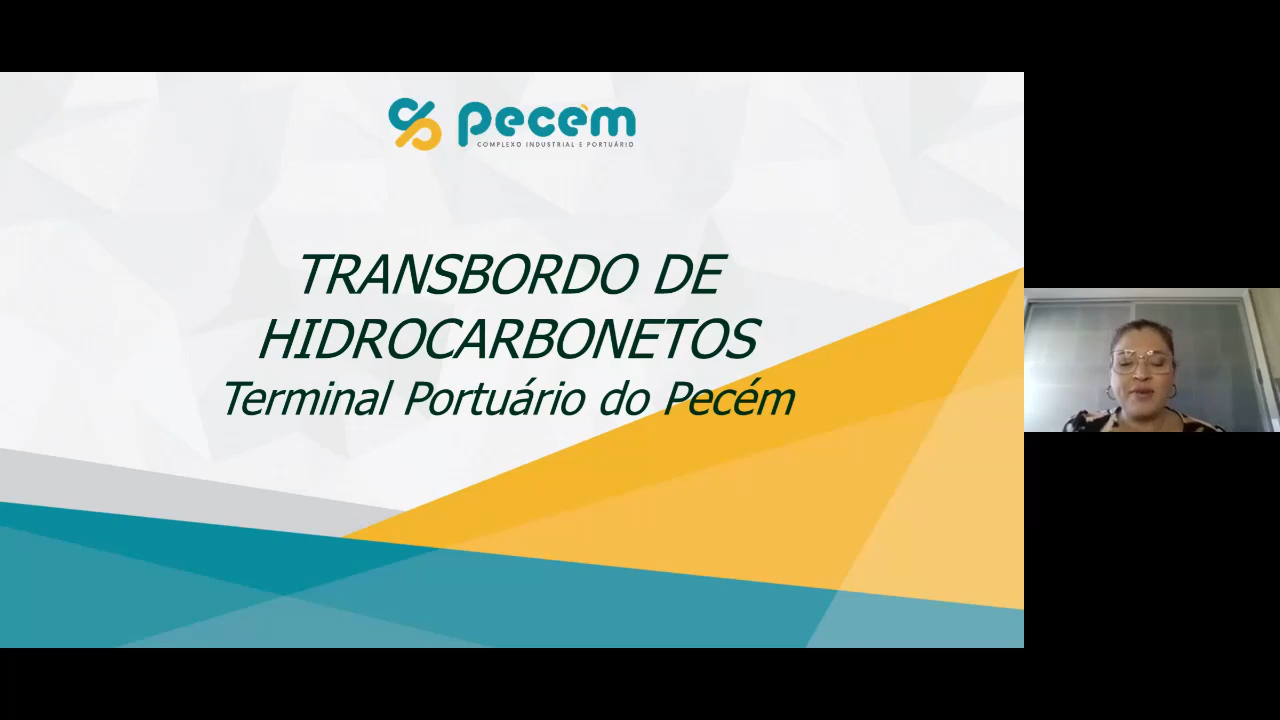 pecém
COMPLEXO INDUSTRIAL E PORTUÁRIO
TRANSBORDO DE
HIDROCARBONETOS
Terminal Portuário do Pecém